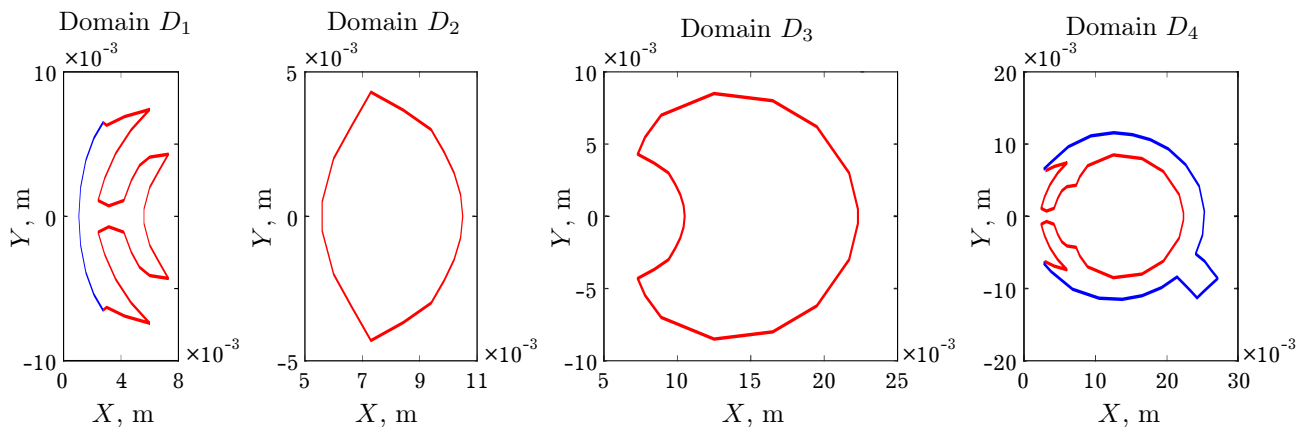 Domain D₁
×10⁻³
10
0
-10
0 4 8
×10⁻³
X, m
Y, m
Domain D₂
×10⁻³
5
0
-5
5 7 9 11
×10⁻³
X, m
Domain D₃
×10⁻³
10
5
0
-5
-10
5 10 15 20 25
×10⁻³
X, m
Y, m
Domain D₄
×10⁻³
20
10
0
-10
-20
0 10 20 30
×10⁻³
X, m
Y, m